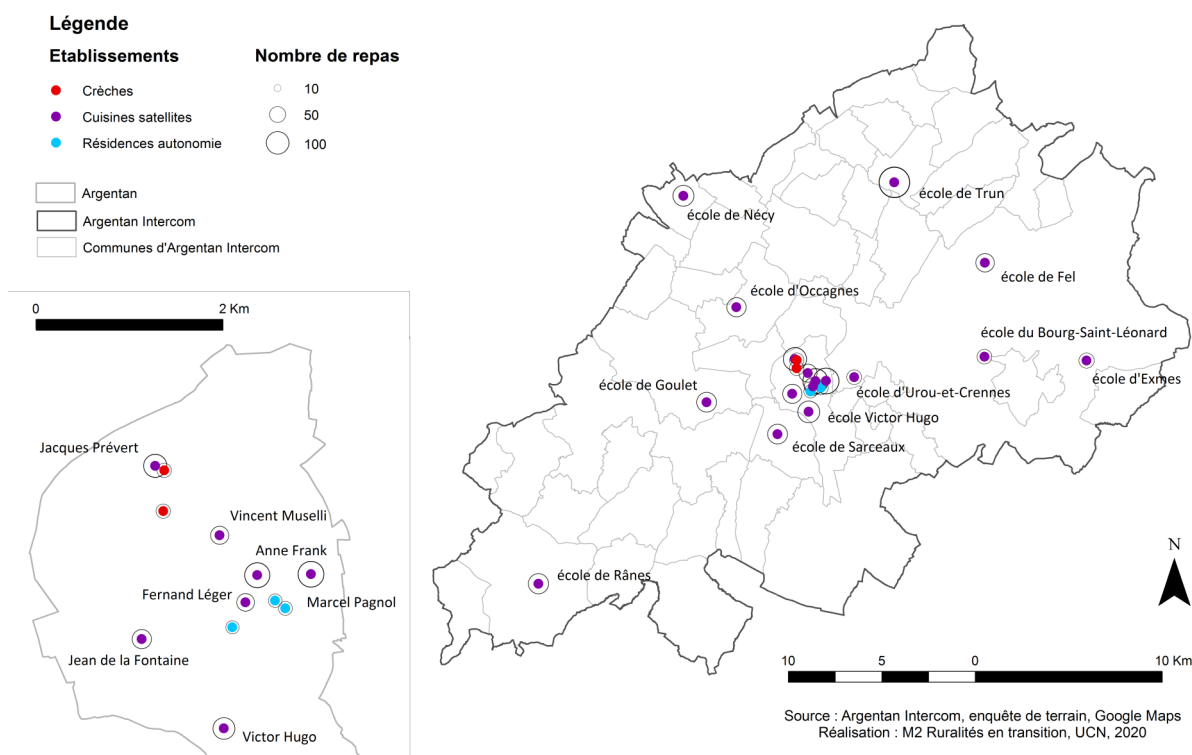 Légende
Etablissements
Nombre de repas
Crèches
10
Cuisines satellites
50
Résidences autonomie
100
Argentan
Argentan Intercom
Communes d'Argentan Intercom
0
2 Km
Jacques Prévert
Vincent Muselli
Anne Frank
Fernand Léger
Marcel Pagnol
Jean de la Fontaine
Victor Hugo
école de Trun
école de Nécy
école de Fel
école d'Occagnes
école du Bourg-Saint-Léonard
école d'Exmes
école de Goulet
école d'Urou-et-Crennes
école Victor Hugo
école de Sarceaux
école de Rânes
N
10
5
0
10 Km
Source : Argentan Intercom, enquête de terrain, Google Maps
Réalisation : M2 Ruralités en transition, UCN, 2020